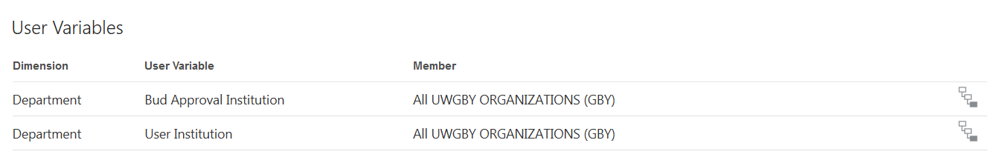 User Variables
Dimension User Variable Member
Department Bud Approval Institution All UWGBY ORGANIZATIONS (GBY)
Department User Institution All UWGBY ORGANIZATIONS (GBY)